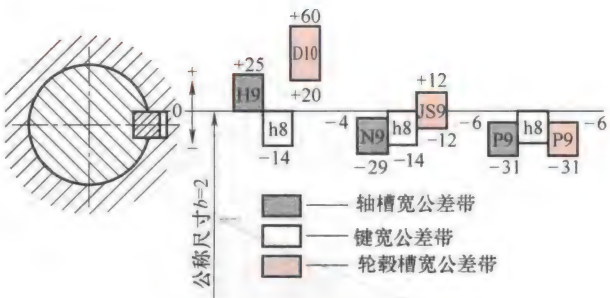 +60
D10
+20
+25
H9
+
0
−
h8
−14
−4
N9
−29
h8
−14
+12
JS9
−12
−6
P9
−31
h8
P9
−31
−6
公称尺寸b=2
轴槽宽公差带
键宽公差带
轮毂槽宽公差带